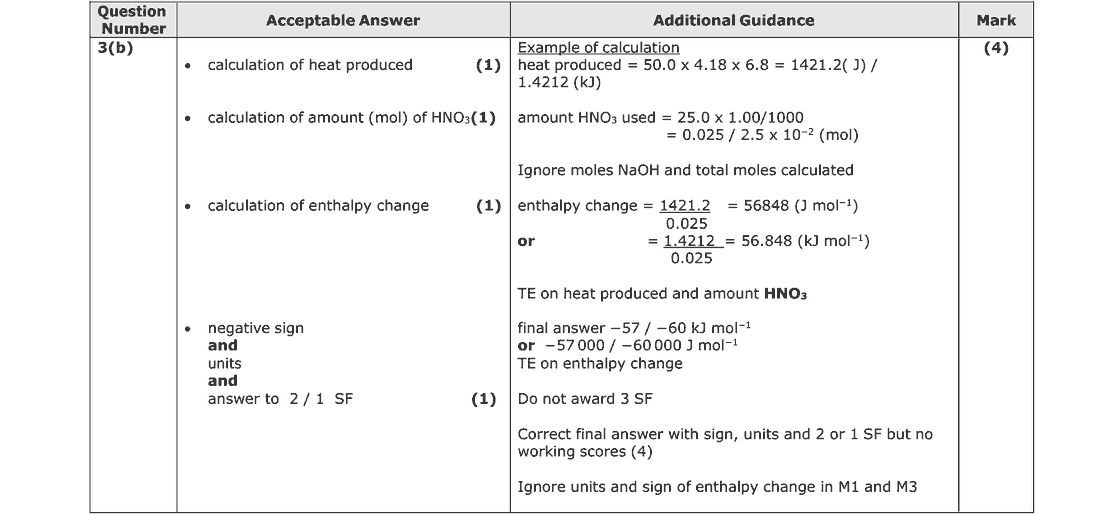 Question Number
Acceptable Answer
Additional Guidance
Mark
3(b)
(4)
• calculation of heat produced (1)
Example of calculation
heat produced = 50.0 x 4.18 x 6.8 = 1421.2( J) /
1.4212 (kJ)
• calculation of amount (mol) of HNO₃(1)
amount HNO₃ used = 25.0 x 1.00/1000
= 0.025 / 2.5 x 10⁻² (mol)
Ignore moles NaOH and total moles calculated
• calculation of enthalpy change (1)
enthalpy change = 1421.2 = 56848 (J mol⁻¹)
0.025
or = 1.4212 = 56.848 (kJ mol⁻¹)
0.025
TE on heat produced and amount HNO₃
• negative sign
and
units
and
answer to 2 / 1 SF (1)
final answer −57 / −60 kJ mol⁻¹
or −57 000 / −60 000 J mol⁻¹
TE on enthalpy change
Do not award 3 SF
Correct final answer with sign, units and 2 or 1 SF but no
working scores (4)
Ignore units and sign of enthalpy change in M1 and M3